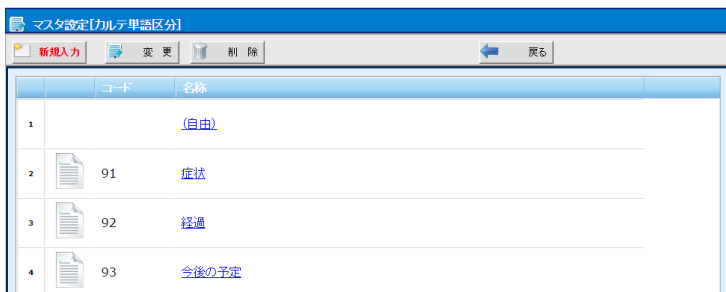 マスタ設定[カルテ単語区分]
新規入力 変 更 削 除 戻る
コード 名称
1 (自由)
2 91 症状
3 92 経過
4 93 今後の予定